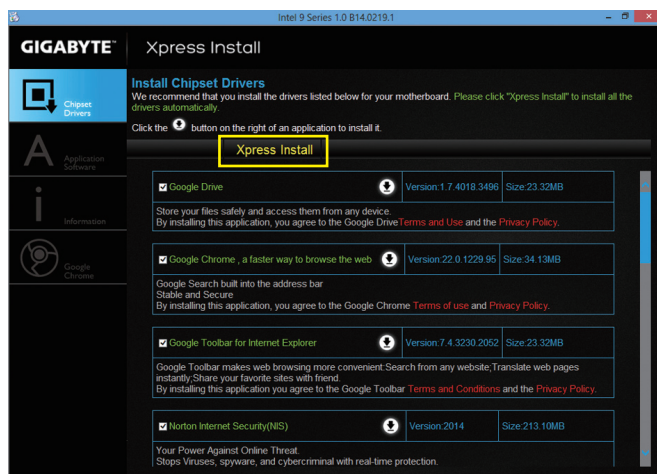 Intel 9 Series 1.0 B14.0219.1
GIGABYTE™
Xpress Install
Chipset
Drivers
Application
Software
Information
Google
Chrome
Install Chipset Drivers
We recommend that you install the drivers listed below for your motherboard. Please click "Xpress Install" to install all the
drivers automatically.
Click the button on the right of an application to install it.
Xpress Install
Google Drive Version:1.7.4018.3496 Size:23.32MB
Store your files safely and access them from any device.
By installing this application, you agree to the Google DriveTerms and Use and the Privacy Policy.
Google Chrome , a faster way to browse the web Version:22.0.1229.95 Size:34.13MB
Google Search built into the address bar
Stable and Secure
By installing this application, you agree to the Google Chrome Terms of use and Privacy Policy.
Google Toolbar for Internet Explorer Version:7.4.3230.2052 Size:23.32MB
Google Toolbar makes web browsing more convenient:Search from any website;Translate web pages
instantly;Share your favorite sites with friend.
By installing this application you agree to the Google Toolbar Terms and Conditions and the Privacy Policy.
Norton Internet Security(NIS) Version:2014 Size:213.10MB
Your Power Against Online Threat.
Stops Viruses, spyware, and cybercriminal with real-time protection.